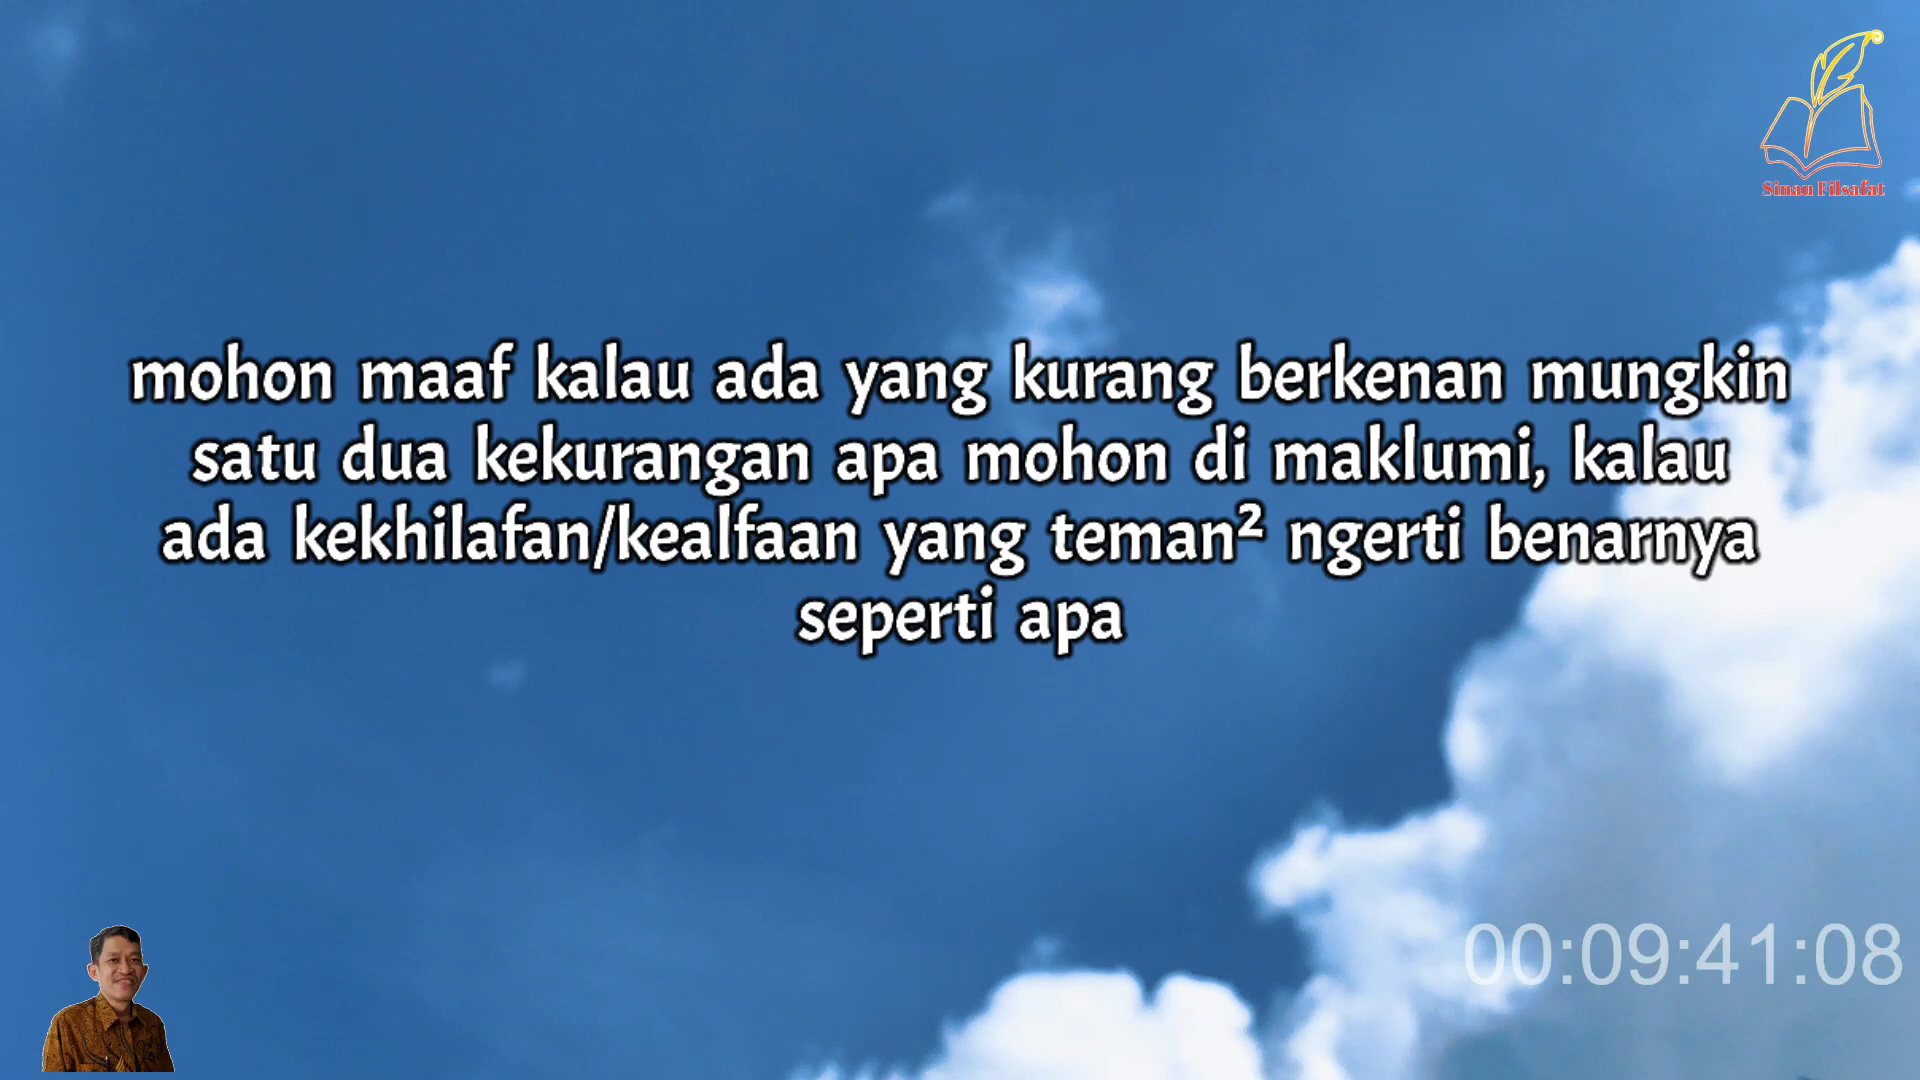 Sinau Filsafat
mohon maaf kalau ada yang kurang berkenan mungkin
satu dua kekurangan apa mohon di maklumi, kalau
ada kekhilafan/kealfaan yang teman² ngerti benarnya
seperti apa
00:09:41:08